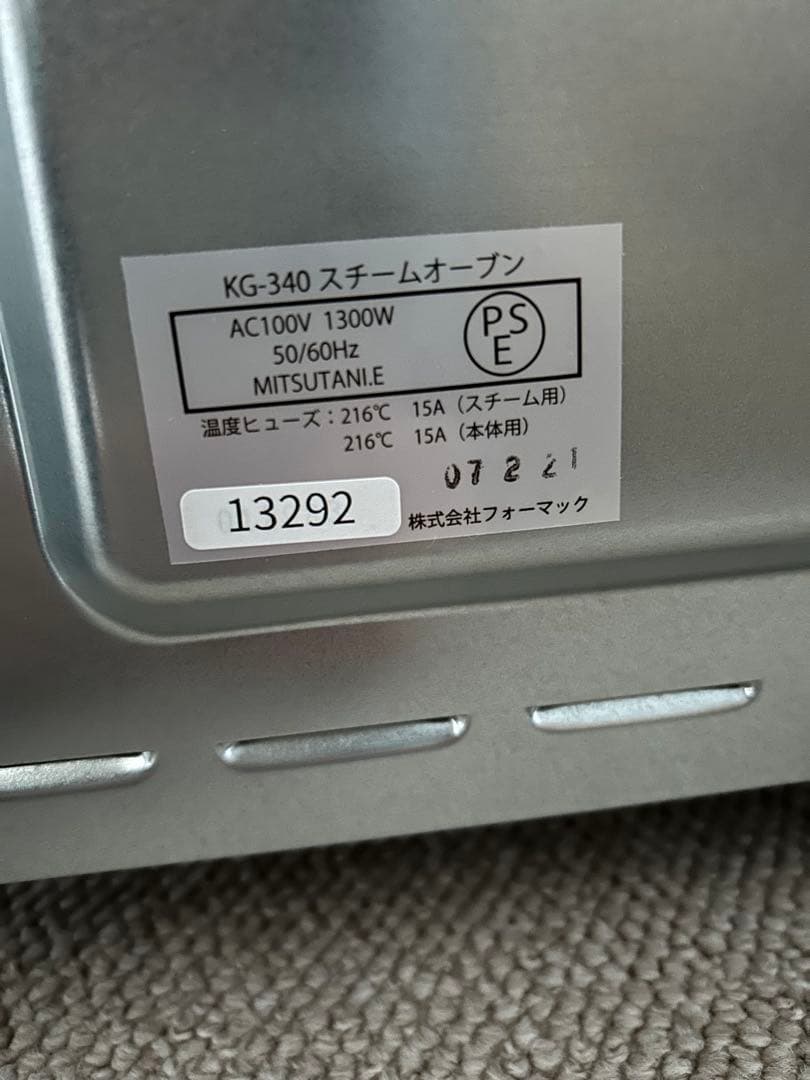 KG-340 スチームオーブン
AC100V 1300W
50/60Hz
MITSUTANI.E
PSE
温度ヒューズ：216℃ 15A（スチーム用）
216℃ 15A（本体用）
07 2 21
13292
株式会社フォーマック